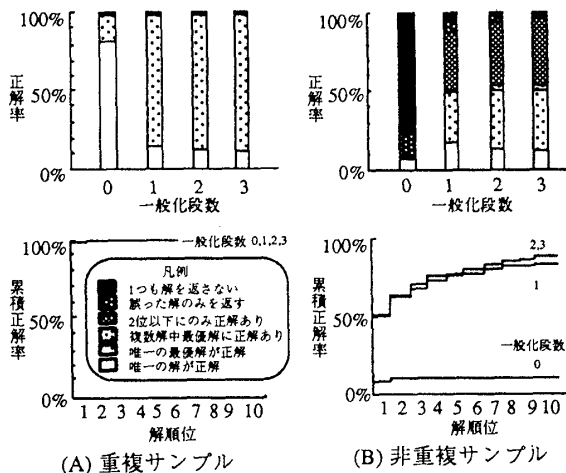 100%
正解率
50%
0%
0 1 2 3
一般化段数
100%
正解率
50%
0%
0 1 2 3
一般化段数
100%
累積正解率
50%
0%
一般化段数 0,1,2,3
凡例
1つも解を返さない
誤った解のみを返す
2位以下にのみ正解あり
複数解中最優解に正解あり
唯一の最優解が正解
唯一の解が正解
1 2 3 4 5 6 7 8 9 10
解順位
(A) 重複サンプル
100%
累積正解率
50%
0%
2,3
1
一般化段数
0
1 2 3 4 5 6 7 8 9 10
解順位
(B) 非重複サンプル